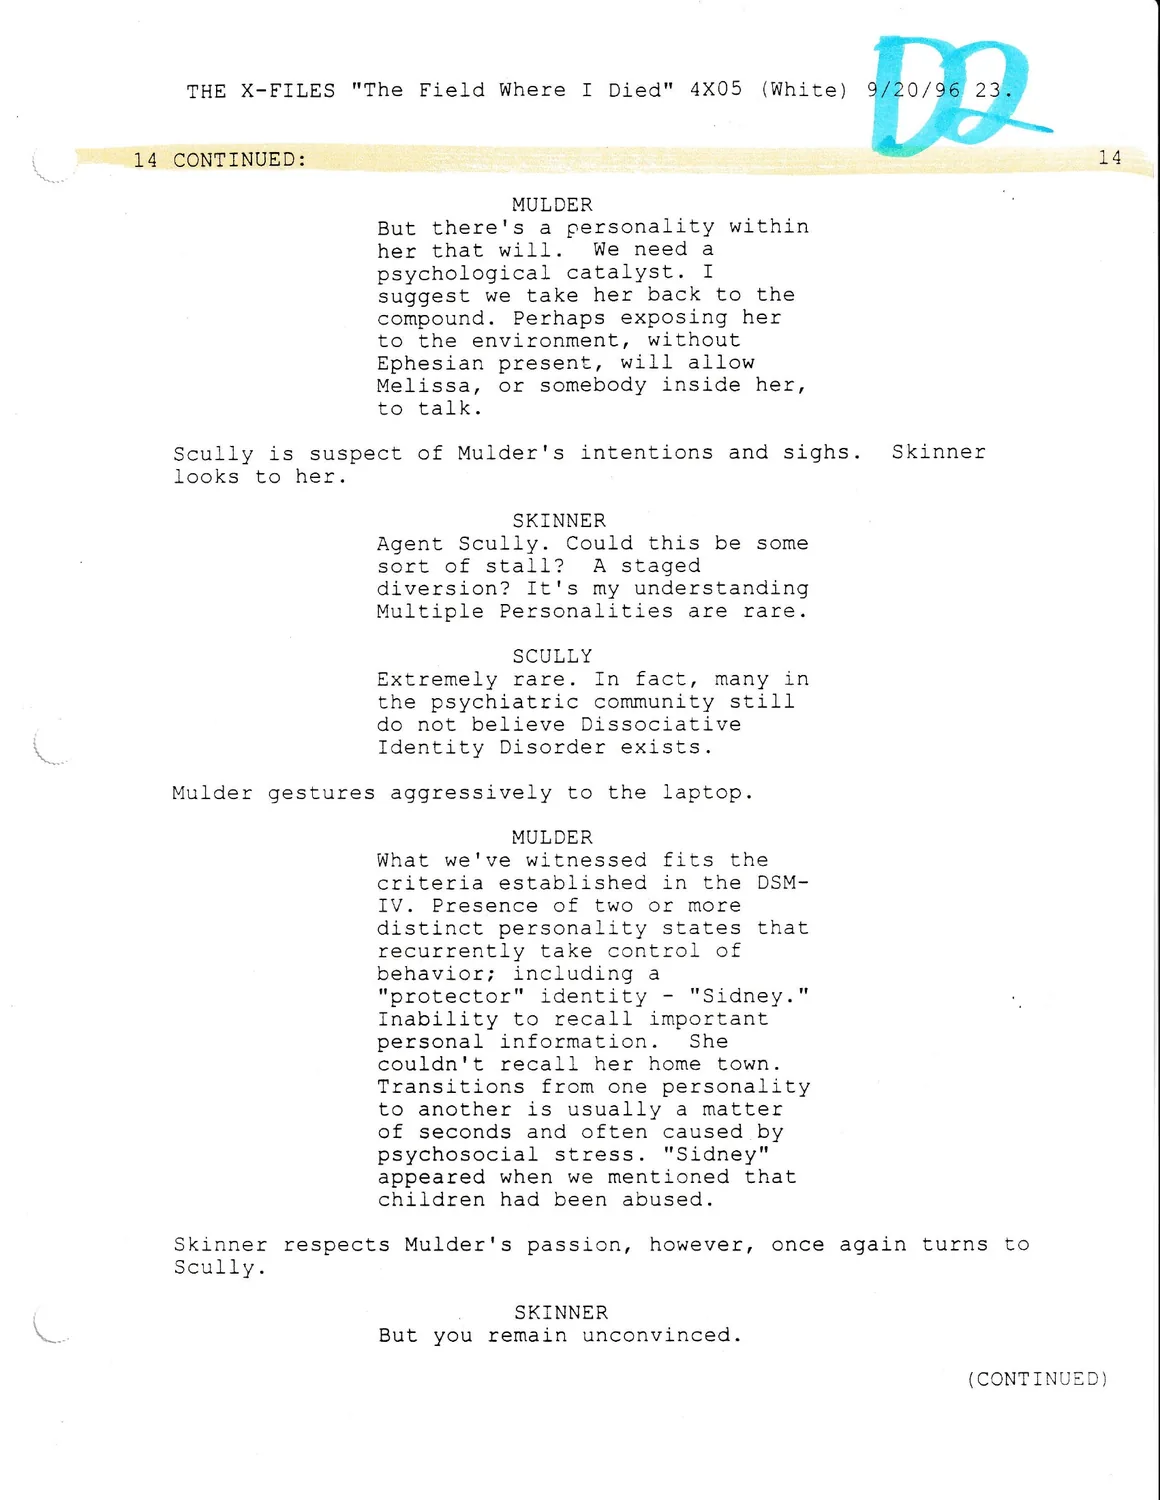 THE X-FILES "The Field Where I Died" 4X05 (White) 9/20/96 23.
D2
14 CONTINUED: 14
MULDER
But there's a personality within
her that will. We need a
psychological catalyst. I
suggest we take her back to the
compound. Perhaps exposing her
to the environment, without
Ephesian present, will allow
Melissa, or somebody inside her,
to talk.
Scully is suspect of Mulder's intentions and sighs. Skinner
looks to her.
SKINNER
Agent Scully. Could this be some
sort of stall? A staged
diversion? It's my understanding
Multiple Personalities are rare.
SCULLY
Extremely rare. In fact, many in
the psychiatric community still
do not believe Dissociative
Identity Disorder exists.
Mulder gestures aggressively to the laptop.
MULDER
What we've witnessed fits the
criteria established in the DSM-
IV. Presence of two or more
distinct personality states that
recurrently take control of
behavior; including a
"protector" identity - "Sidney."
Inability to recall important
personal information. She
couldn't recall her home town.
Transitions from one personality
to another is usually a matter
of seconds and often caused by
psychosocial stress. "Sidney"
appeared when we mentioned that
children had been abused.
Skinner respects Mulder's passion, however, once again turns to
Scully.
SKINNER
But you remain unconvinced.
(CONTINUED)